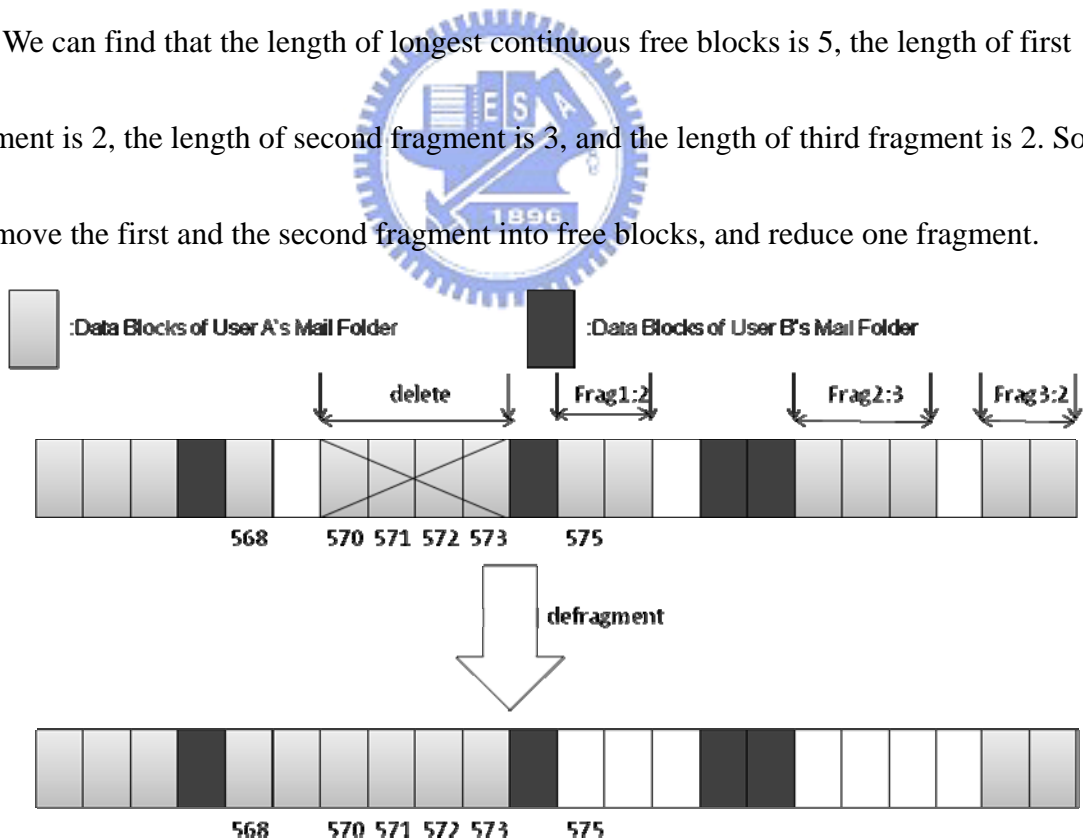 We can find that the length of longest continuous free blocks is 5, the length of first
ment is 2, the length of second fragment is 3, and the length of third fragment is 2. So
move the first and the second fragment into free blocks, and reduce one fragment.
E S A
1896
:Data Blocks of User A's Mail Folder
:Data Blocks of User B's Mail Folder
delete
Frag1:2
Frag2:3
Frag3:2
568 570 571 572 573 575
defragment
568 570 571 572 573 575